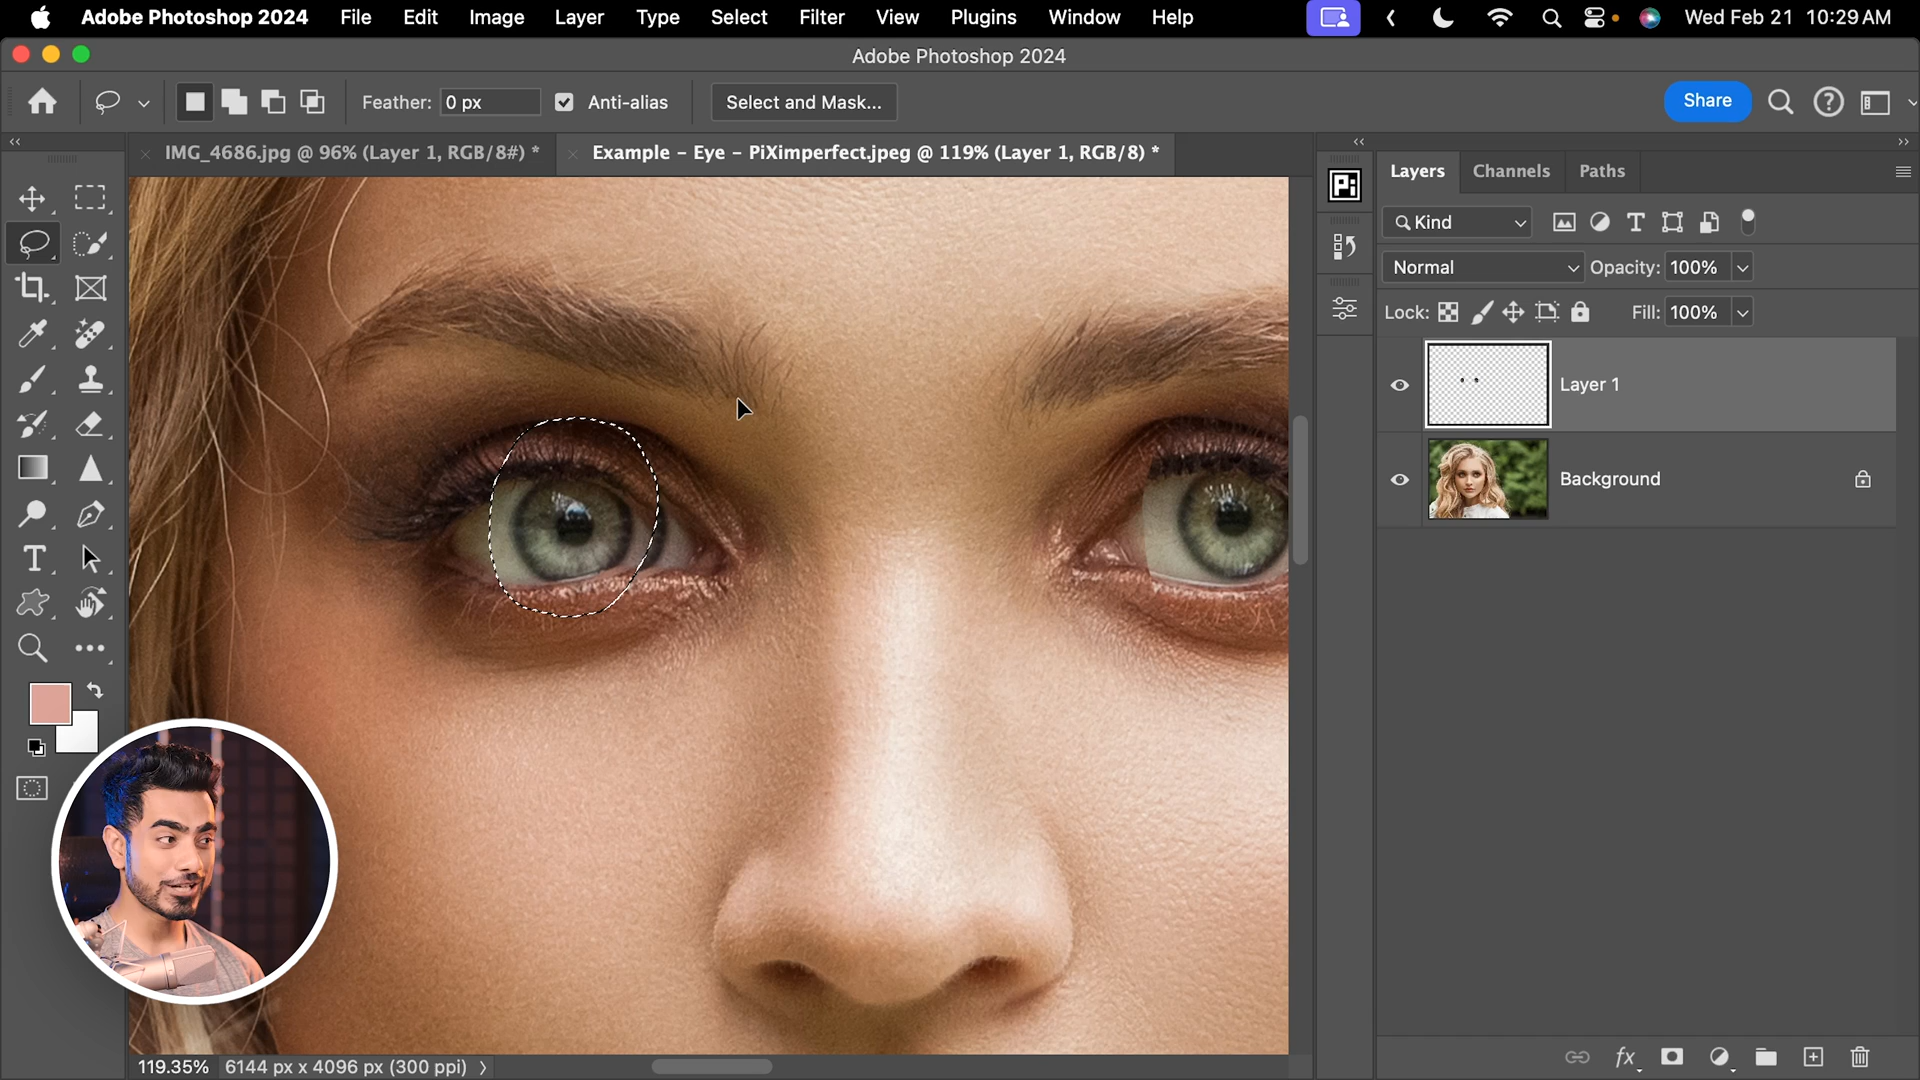 Adobe Photoshop 2024 File Edit Image Layer Type Select Filter View Plugins Window Help Wed Feb 21 10:29 AM
Adobe Photoshop 2024
Feather: 0 px Anti-alias Select and Mask... Share
IMG_4686.jpg @ 96% (Layer 1, RGB/8#) * Example - Eye - PiXimperfect.jpeg @ 119% (Layer 1, RGB/8) *
Pi
Layers Channels Paths
Kind
Normal Opacity: 100%
Lock: Fill: 100%
Layer 1
Background
119.35% 6144 px x 4096 px (300 ppi)
fx